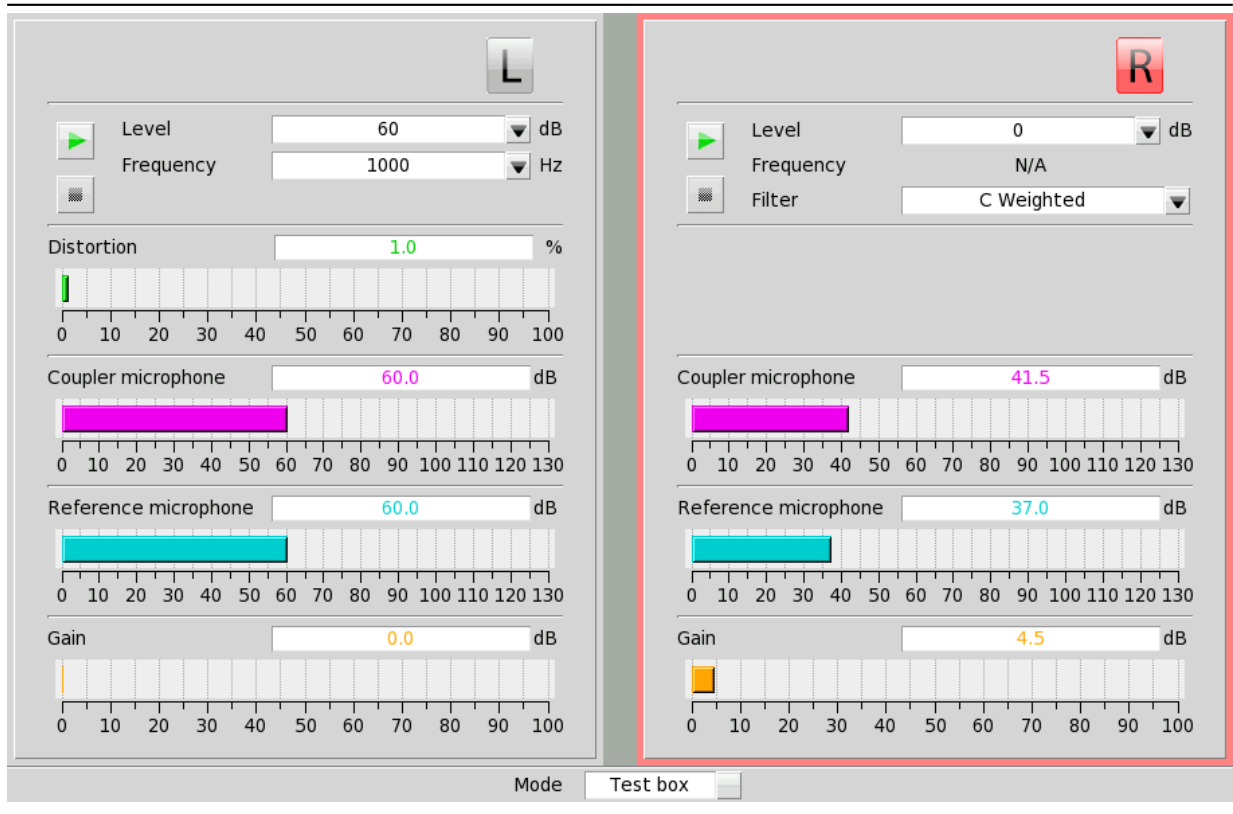 L
Level 60 dB
Frequency 1000 Hz
Distortion 1.0 %
0 10 20 30 40 50 60 70 80 90 100
Coupler microphone 60.0 dB
0 10 20 30 40 50 60 70 80 90 100 110 120 130
Reference microphone 60.0 dB
0 10 20 30 40 50 60 70 80 90 100 110 120 130
Gain 0.0 dB
0 10 20 30 40 50 60 70 80 90 100
R
Level 0 dB
Frequency N/A
Filter C Weighted
Coupler microphone 41.5 dB
0 10 20 30 40 50 60 70 80 90 100 110 120 130
Reference microphone 37.0 dB
0 10 20 30 40 50 60 70 80 90 100 110 120 130
Gain 4.5 dB
0 10 20 30 40 50 60 70 80 90 100
Mode Test box